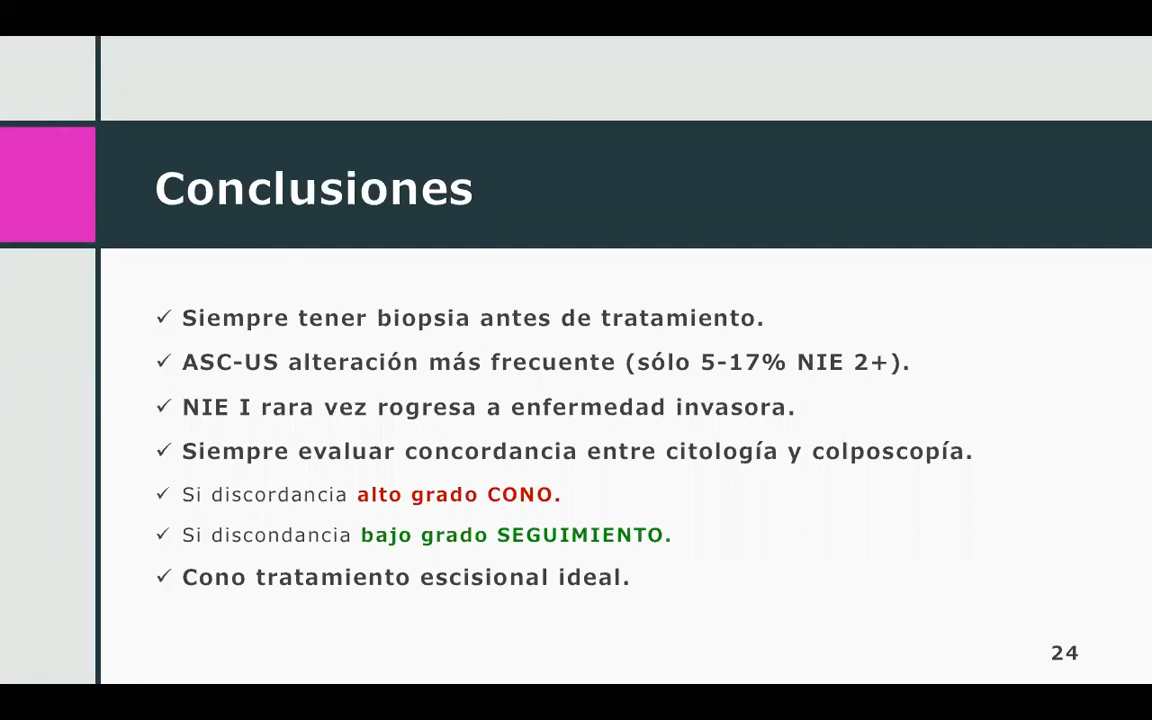 Conclusiones
✓ Siempre tener biopsia antes de tratamiento.
✓ ASC-US alteración más frecuente (sólo 5-17% NIE 2+).
✓ NIE I rara vez rogresa a enfermedad invasora.
✓ Siempre evaluar concordancia entre citología y colposcopía.
✓ Si discordancia alto grado CONO.
✓ Si discondancia bajo grado SEGUIMIENTO.
✓ Cono tratamiento escisional ideal.
24